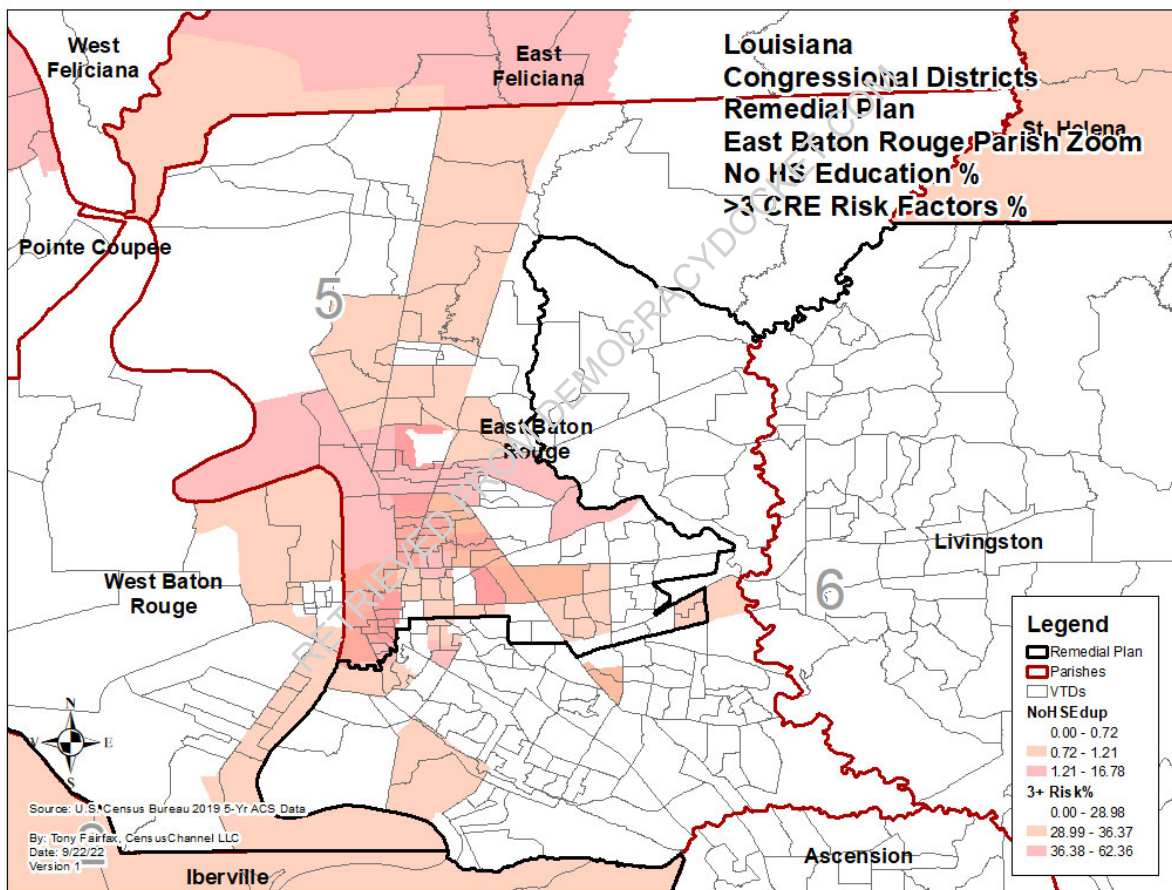 West
Feliciana
East
Feliciana
Louisiana
Congressional Districts
Remedial Plan
East Baton Rouge Parish Zoom
No HS Education %
>3 CRE Risk Factors %
St. Helena
Pointe Coupee
5
East Baton
Rouge
RETRIEVED FROM DEMOCRACYDOCKET.COM
West Baton
Rouge
Livingston
6
Legend
Remedial Plan
Parishes
VTDs
NoHSEdup
0.00 - 0.72
0.72 - 1.21
1.21 - 16.78
3+ Risk%
0.00 - 28.98
28.99 - 36.37
36.38 - 62.36
N
W E
S
Source: U.S. Census Bureau 2019 5-Yr ACS Data
By: Tony Fairfax, CensusChannel LLC
Date: 9/22/22
Version 1
2
Iberville
Ascension